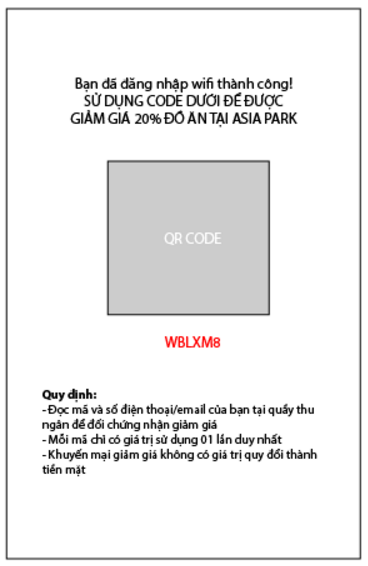 Bạn đã đăng nhập wifi thành công!
SỬ DỤNG CODE DƯỚI ĐỂ ĐƯỢC
GIẢM GIÁ 20% ĐỒ ĂN TẠI ASIA PARK
QR CODE
WBLXM8
Quy định:
- Đọc mã và số điện thoại/email của bạn tại quầy thu
ngân để đối chứng nhận giảm giá
- Mỗi mã chỉ có giá trị sử dụng 01 lần duy nhất
- Khuyến mại giảm giá không có giá trị quy đổi thành
tiền mặt